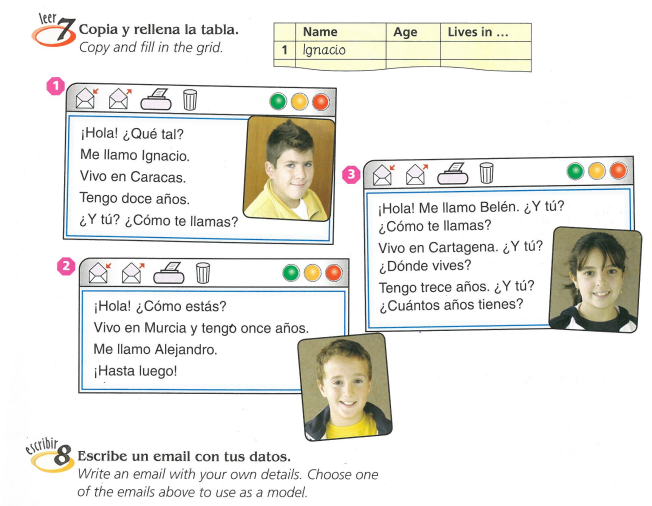 leer
7 Copia y rellena la tabla.
Copy and fill in the grid.
Name Age Lives in ...
1 Ignacio
1
¡Hola! ¿Qué tal?
Me llamo Ignacio.
Vivo en Caracas.
Tengo doce años.
¿Y tú? ¿Cómo te llamas?
2
¡Hola! ¿Cómo estás?
Vivo en Murcia y tengo once años.
Me llamo Alejandro.
¡Hasta luego!
3
¡Hola! Me llamo Belén. ¿Y tú?
¿Cómo te llamas?
Vivo en Cartagena. ¿Y tú?
¿Dónde vives?
Tengo trece años. ¿Y tú?
¿Cuántos años tienes?
escribir
8 Escribe un email con tus datos.
Write an email with your own details. Choose one
of the emails above to use as a model.